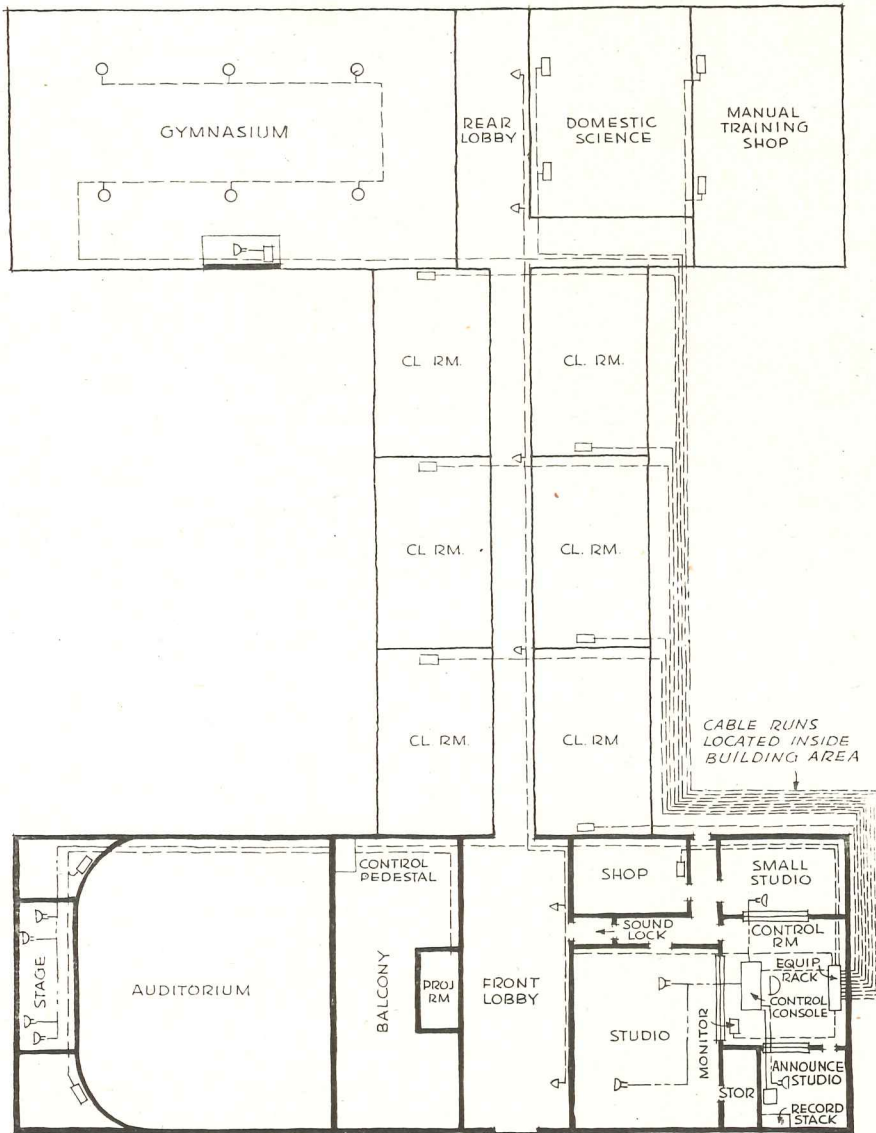 GYMNASIUM
REAR
LOBBY
DOMESTIC
SCIENCE
MANUAL
TRAINING
SHOP
CL RM.
CL. RM.
CL RM.
CL. RM.
CL RM.
CL. RM
CABLE RUNS
LOCATED INSIDE
BUILDING AREA
STAGE
AUDITORIUM
BALCONY
CONTROL
PEDESTAL
PROJ
RM
FRONT
LOBBY
SHOP
SOUND
LOCK
SMALL
STUDIO
CONTROL
RM
EQUIP
RACK
CONTROL
CONSOLE
STUDIO
MONITOR
STOR
ANNOUNCE
STUDIO
RECORD
STACK